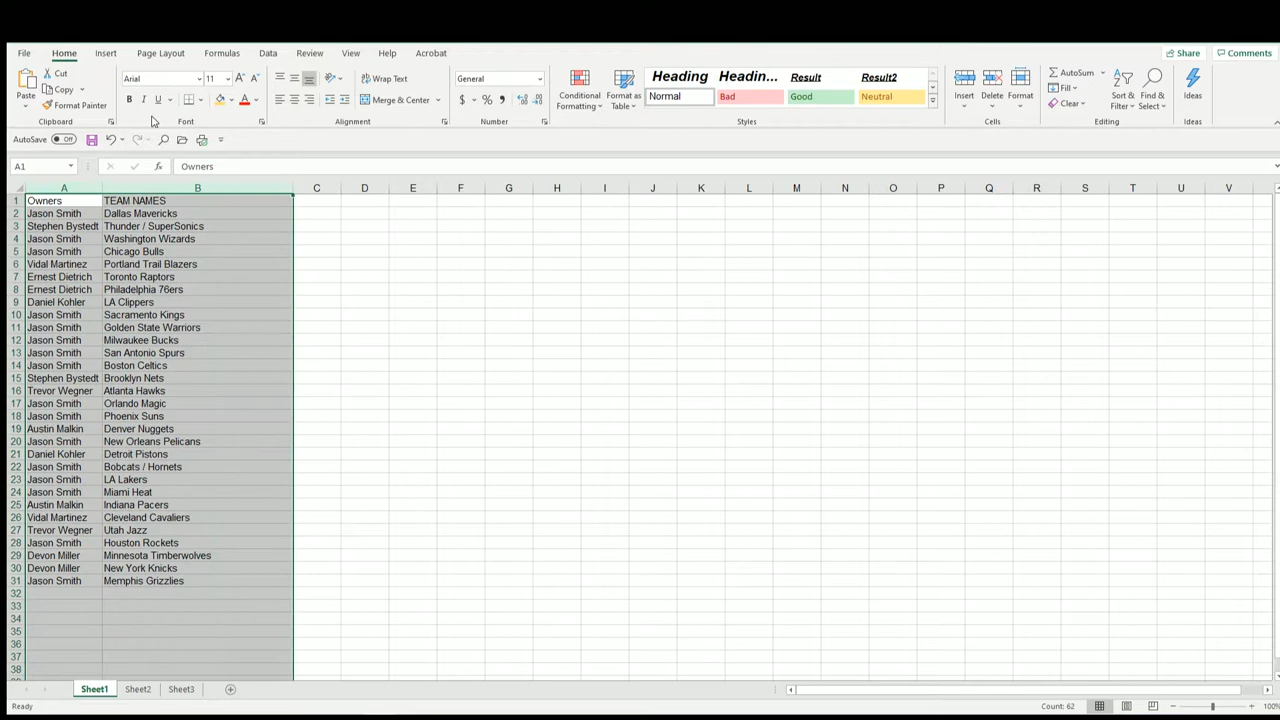 File Home Insert Page Layout Formulas Data Review View Help Acrobat Share Comments
Cut
Copy
Format Painter
Paste
Clipboard
Arial 11
B I U
Font
Wrap Text
Merge & Center
Alignment
General
$ % ,
Number
Conditional Formatting
Format as Table
Heading Headin... Result Result2
Normal Bad Good Neutral
Styles
Insert Delete Format
Cells
AutoSum
Fill
Clear
Sort & Filter
Find & Select
Editing
Ideas
Ideas
AutoSave Off
A1 fx Owners
A B C D E F G H I J K L M N O P Q R S T U V
1 Owners TEAM NAMES
2 Jason Smith Dallas Mavericks
3 Stephen Bystedt Thunder / SuperSonics
4 Jason Smith Washington Wizards
5 Jason Smith Chicago Bulls
6 Vidal Martinez Portland Trail Blazers
7 Ernest Dietrich Toronto Raptors
8 Ernest Dietrich Philadelphia 76ers
9 Daniel Kohler LA Clippers
10 Jason Smith Sacramento Kings
11 Jason Smith Golden State Warriors
12 Jason Smith Milwaukee Bucks
13 Jason Smith San Antonio Spurs
14 Jason Smith Boston Celtics
15 Stephen Bystedt Brooklyn Nets
16 Trevor Wegner Atlanta Hawks
17 Jason Smith Orlando Magic
18 Jason Smith Phoenix Suns
19 Austin Malkin Denver Nuggets
20 Jason Smith New Orleans Pelicans
21 Daniel Kohler Detroit Pistons
22 Jason Smith Bobcats / Hornets
23 Jason Smith LA Lakers
24 Jason Smith Miami Heat
25 Austin Malkin Indiana Pacers
26 Vidal Martinez Cleveland Cavaliers
27 Trevor Wegner Utah Jazz
28 Jason Smith Houston Rockets
29 Devon Miller Minnesota Timberwolves
30 Devon Miller New York Knicks
31 Jason Smith Memphis Grizzlies
32
33
34
35
36
37
38
Sheet1 Sheet2 Sheet3
Ready Count: 62 100%